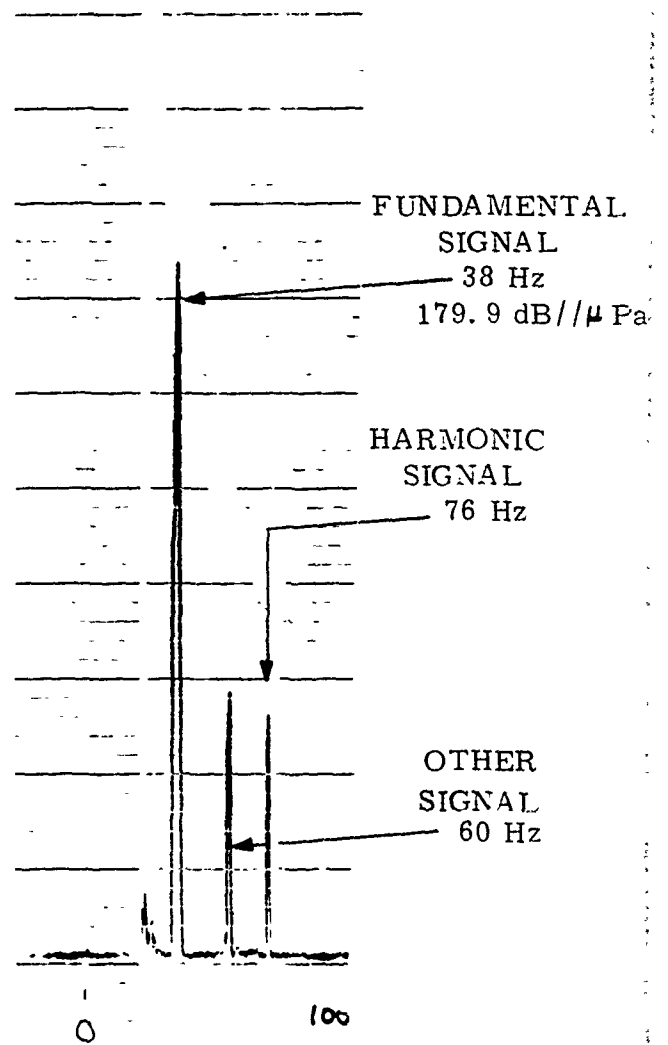 FUNDAMENTAL
SIGNAL
38 Hz
179.9 dB//μ Pa
HARMONIC
SIGNAL
76 Hz
OTHER
SIGNAL
60 Hz
0
100